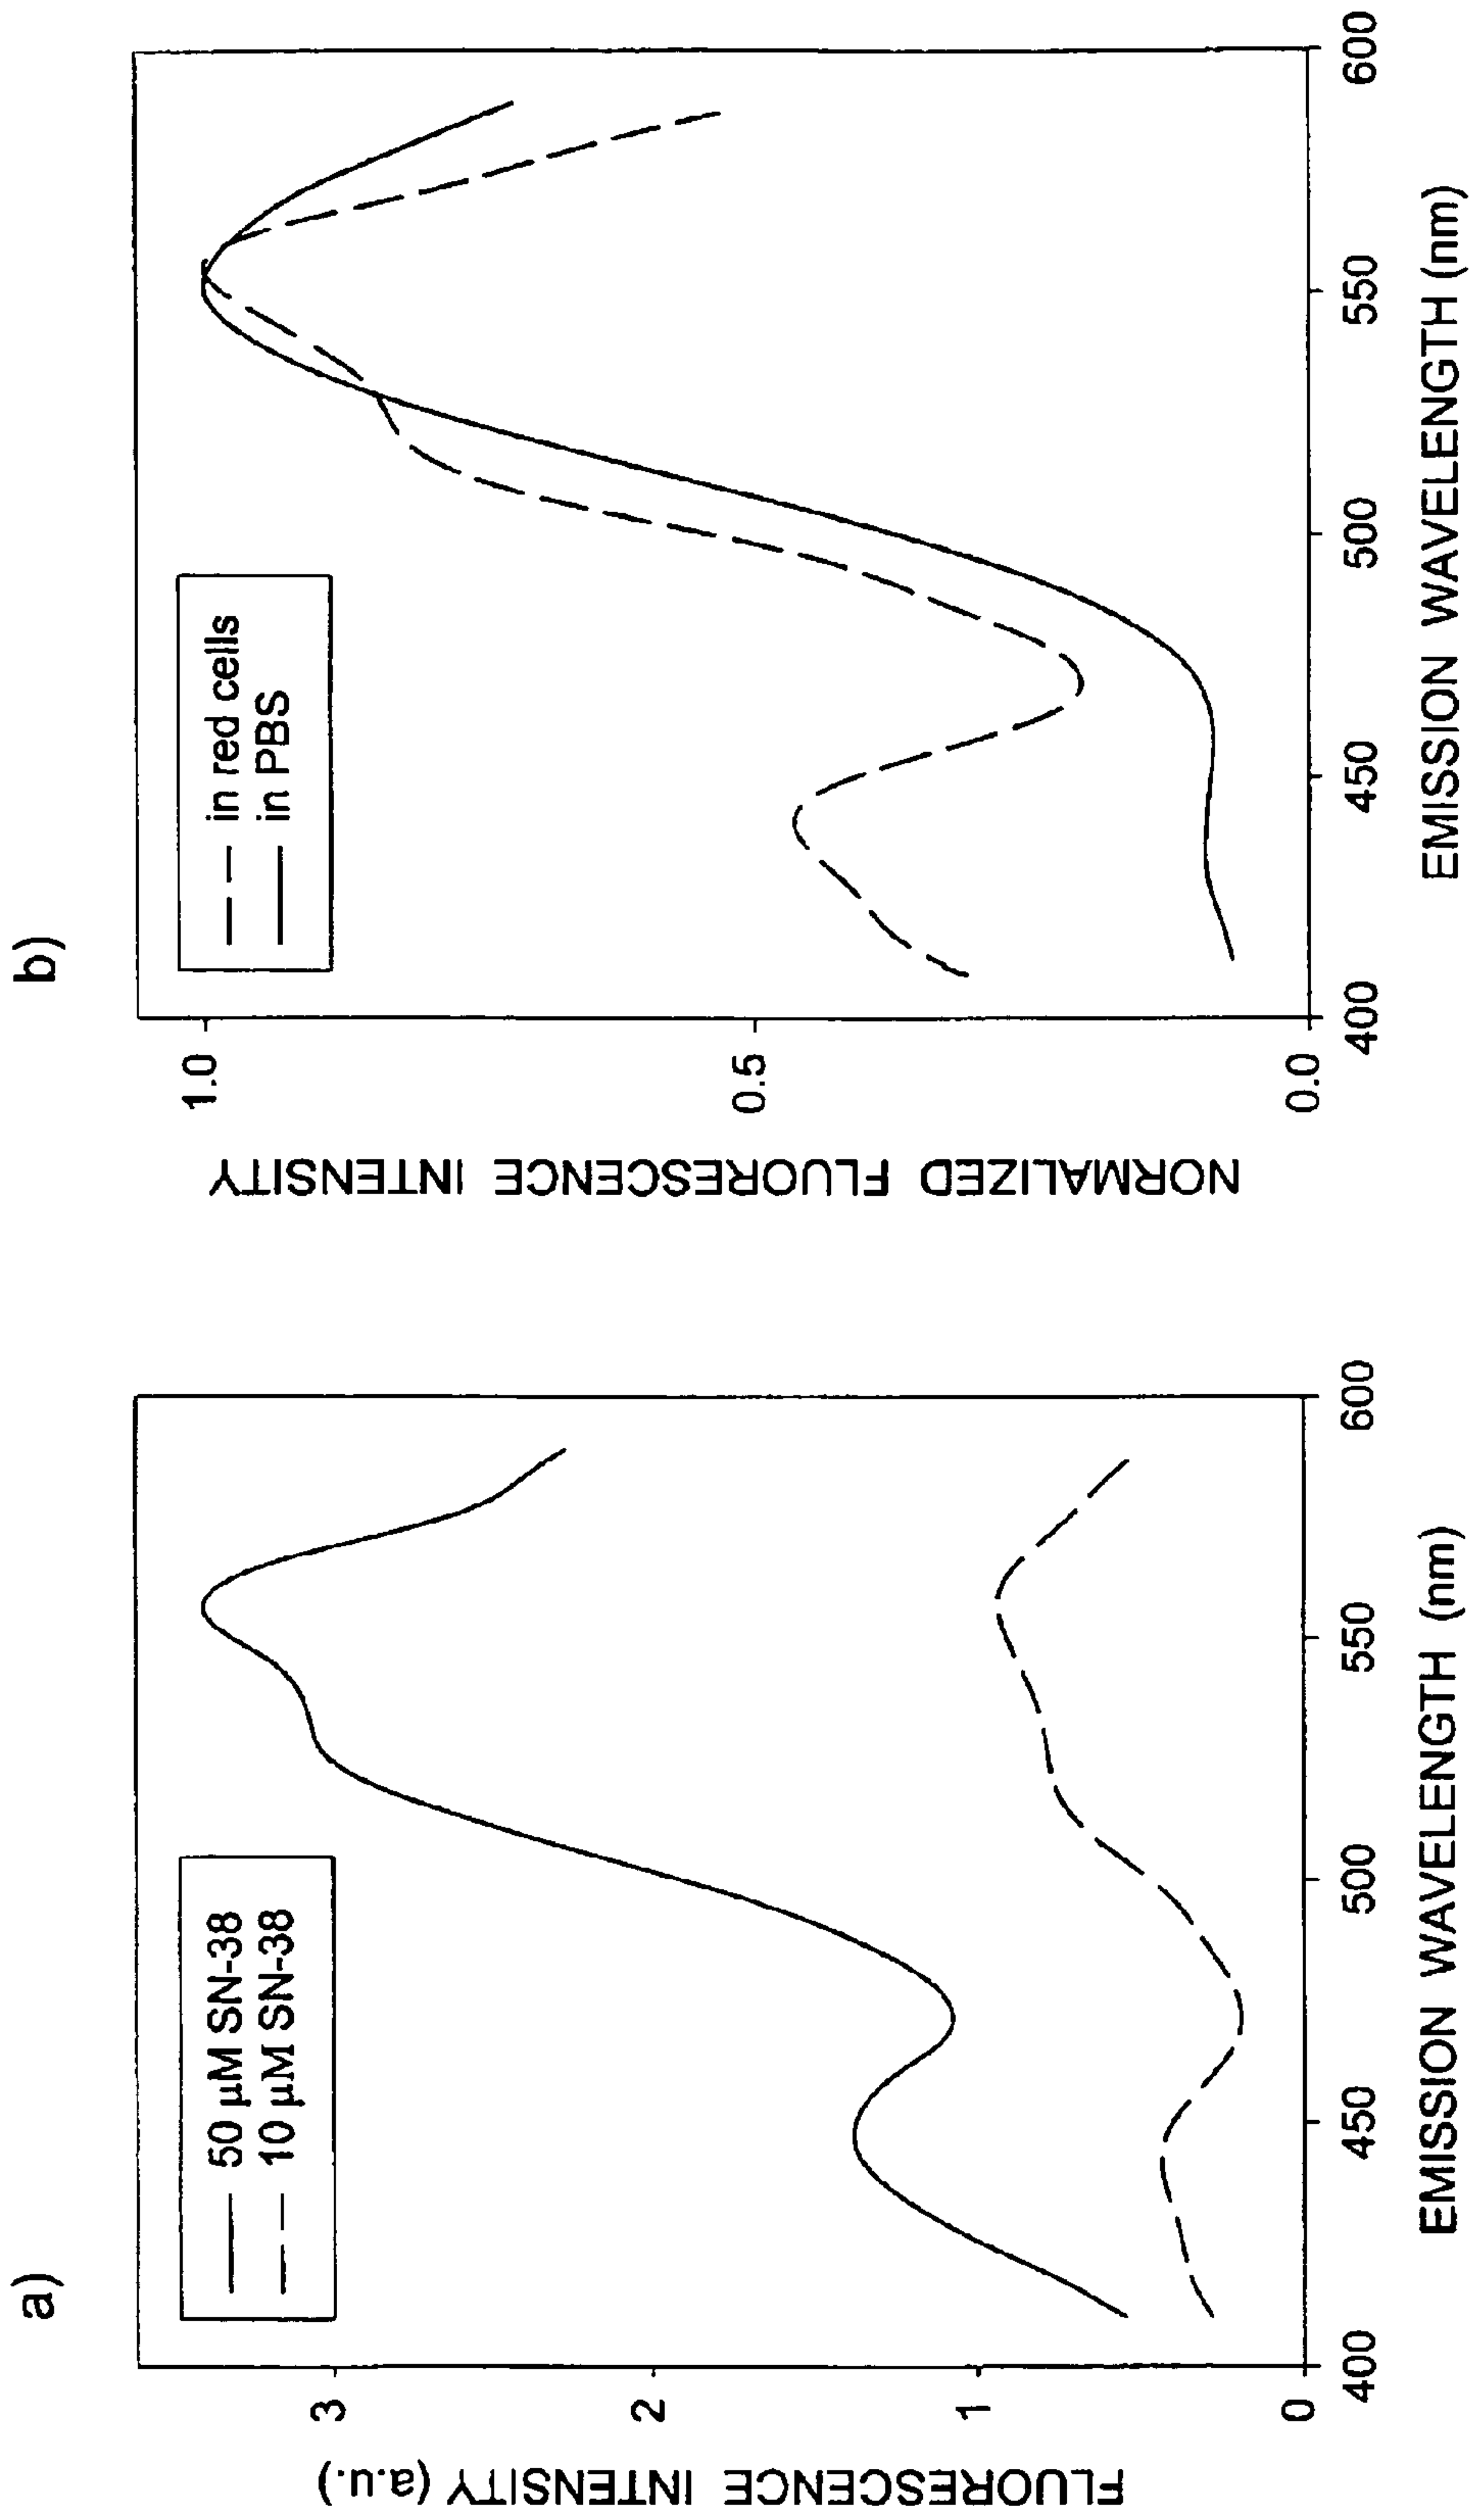 a)
FLUORESCENCE INTENSITY (a.u.)
3
2
1
0
50 µM SN-38
10 µM SN-38
400
450
500
550
600
EMISSION WAVELENGTH (nm)
b)
NORMALIZED FLUORESCENCE INTENSITY
1.0
0.5
0.0
in red cells
in PBS
400
450
500
550
600
EMISSION WAVELENGTH (nm)